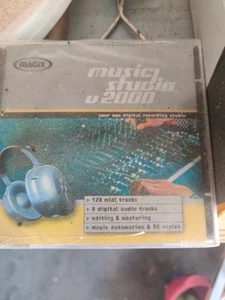 MAGIX
music
studio
v2000
your own digital recording studio
> 128 midi tracks
> 8 digital audio tracks
> editing & mastering
> music automation & 50 styles